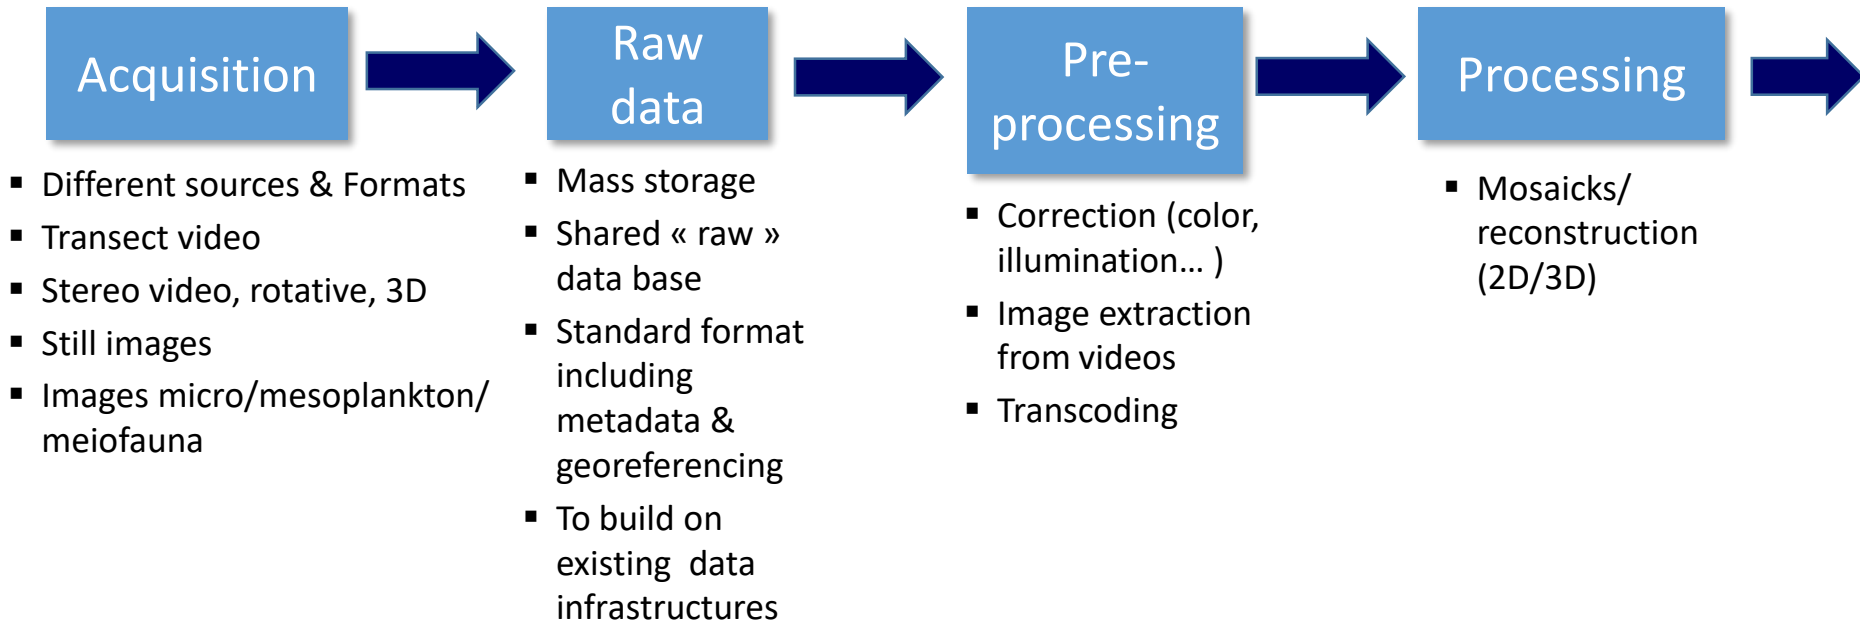 Acquisition
▪ Different sources & Formats
▪ Transect video
▪ Stereo video, rotative, 3D
▪ Still images
▪ Images micro/mesoplankton/
meiofauna
Raw
data
▪ Mass storage
▪ Shared « raw »
data base
▪ Standard format
including
metadata &
georeferencing
▪ To build on
existing data
infrastructures
Pre-
processing
▪ Correction (color,
illumination… )
▪ Image extraction
from videos
▪ Transcoding
Processing
▪ Mosaicks/
reconstruction
(2D/3D)